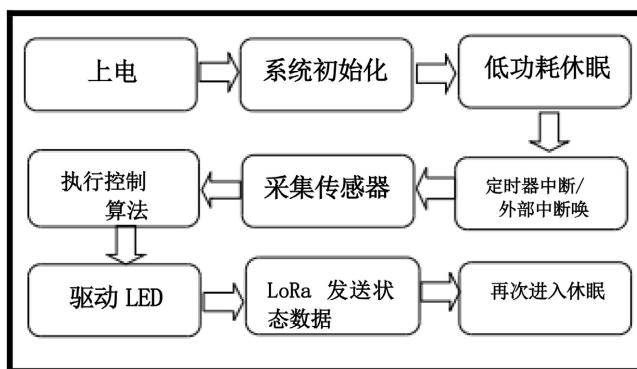 上电
系统初始化
低功耗休眠
定时器中断/
外部中断唤
采集传感器
执行控制
算法
驱动 LED
LoRa 发送状
态数据
再次进入休眠